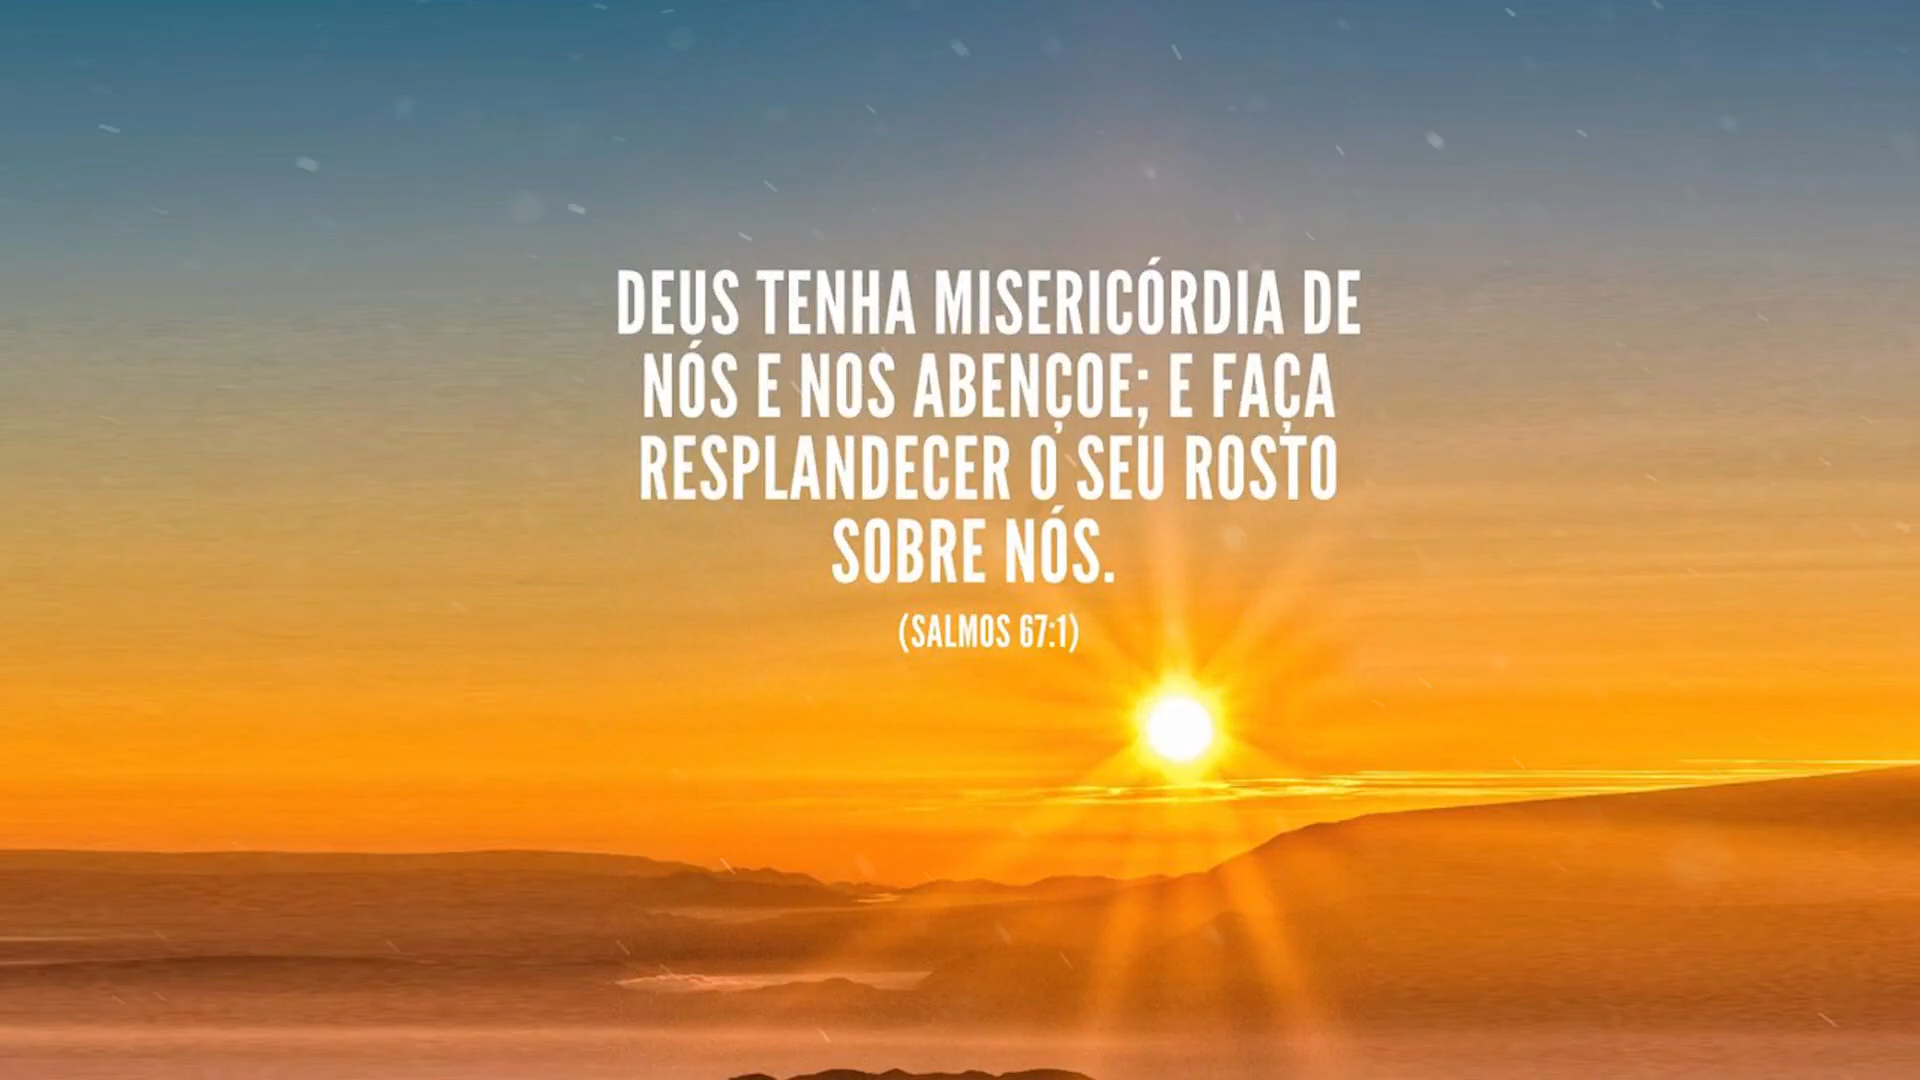 DEUS TENHA MISERICÓRDIA DE
NÓS E NOS ABENÇOE; E FAÇA
RESPLANDECER O SEU ROSTO
SOBRE NÓS.
(SALMOS 67:1)